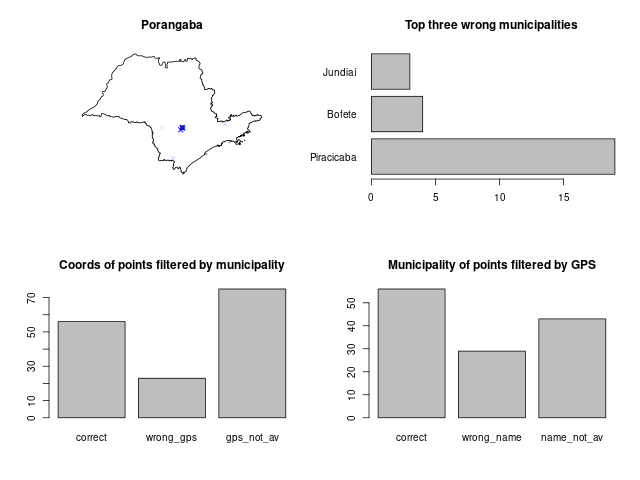 Porangaba
Top three wrong municipalities
Jundiaí
Bofete
Piracicaba
0 5 10 15
Coords of points filtered by municipality
70
50
30
10
0
correct wrong_gps gps_not_av
Municipality of points filtered by GPS
50
40
30
20
10
0
correct wrong_name name_not_av